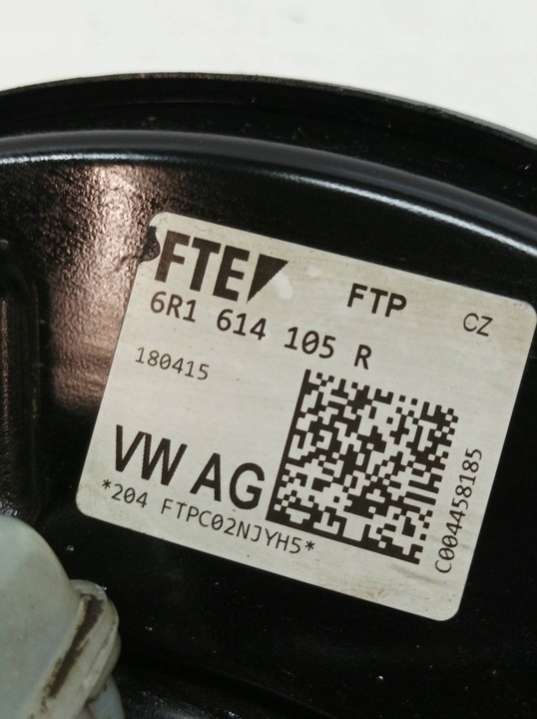 FTE FTP CZ
6R1 614 105 R
180415
VW AG
*204 FTPC02NJYH5*
C004458185